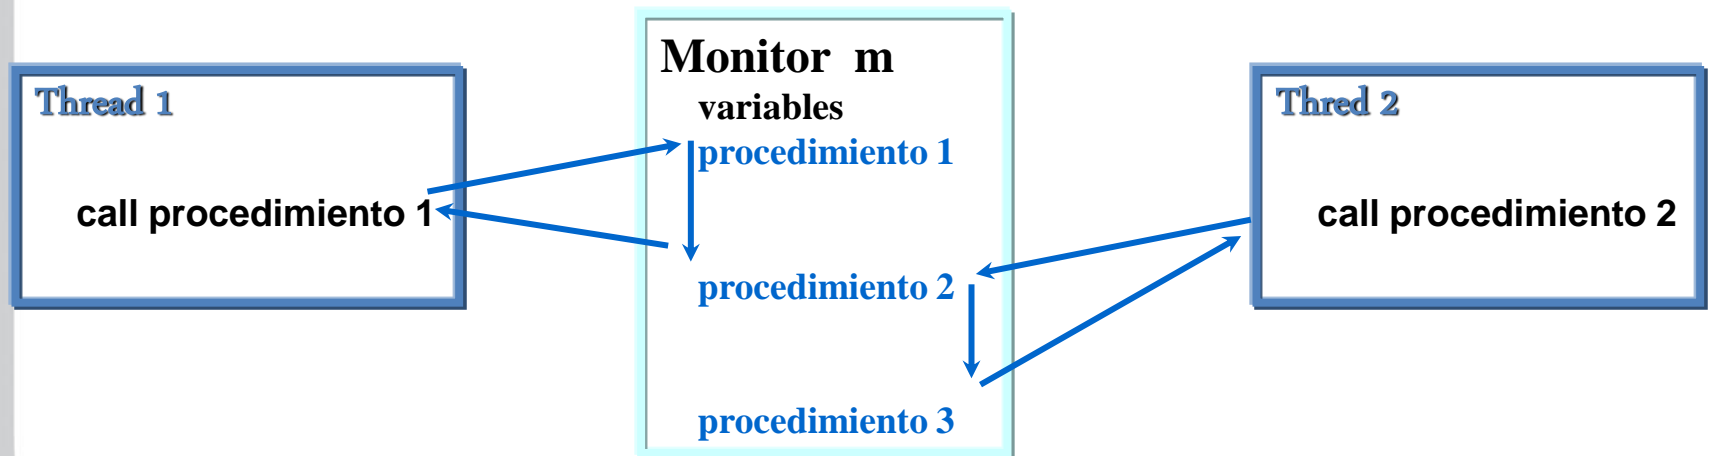 Thread 1
call procedimiento 1
Monitor m
variables
procedimiento 1
procedimiento 2
procedimiento 3
Thred 2
call procedimiento 2